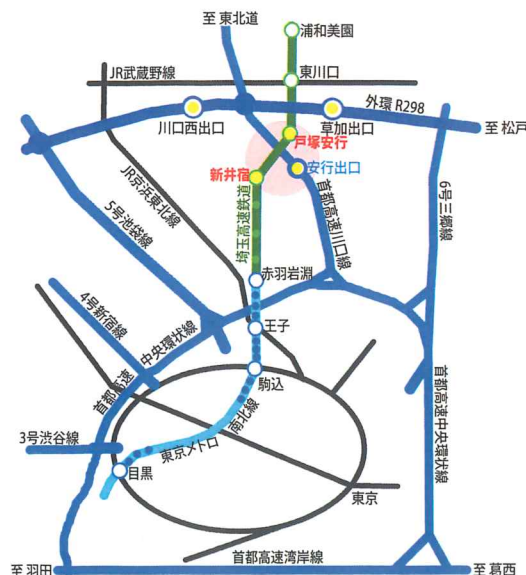 至 東北道
浦和美園
JR武蔵野線
東川口
外環 R298
川口西出口
草加出口
至 松戸
戸塚安行
新井宿
安行出口
JR京浜東北線
埼玉高速鉄道
首都高速川口線
6号三郷線
5号池袋線
赤羽岩淵
4号新宿線
中央環状線
王子
首都高速
駒込
南北線
首都高速中央環状線
3号渋谷線
東京メトロ
目黒
東京
首都高速湾岸線
至 羽田
至 葛西